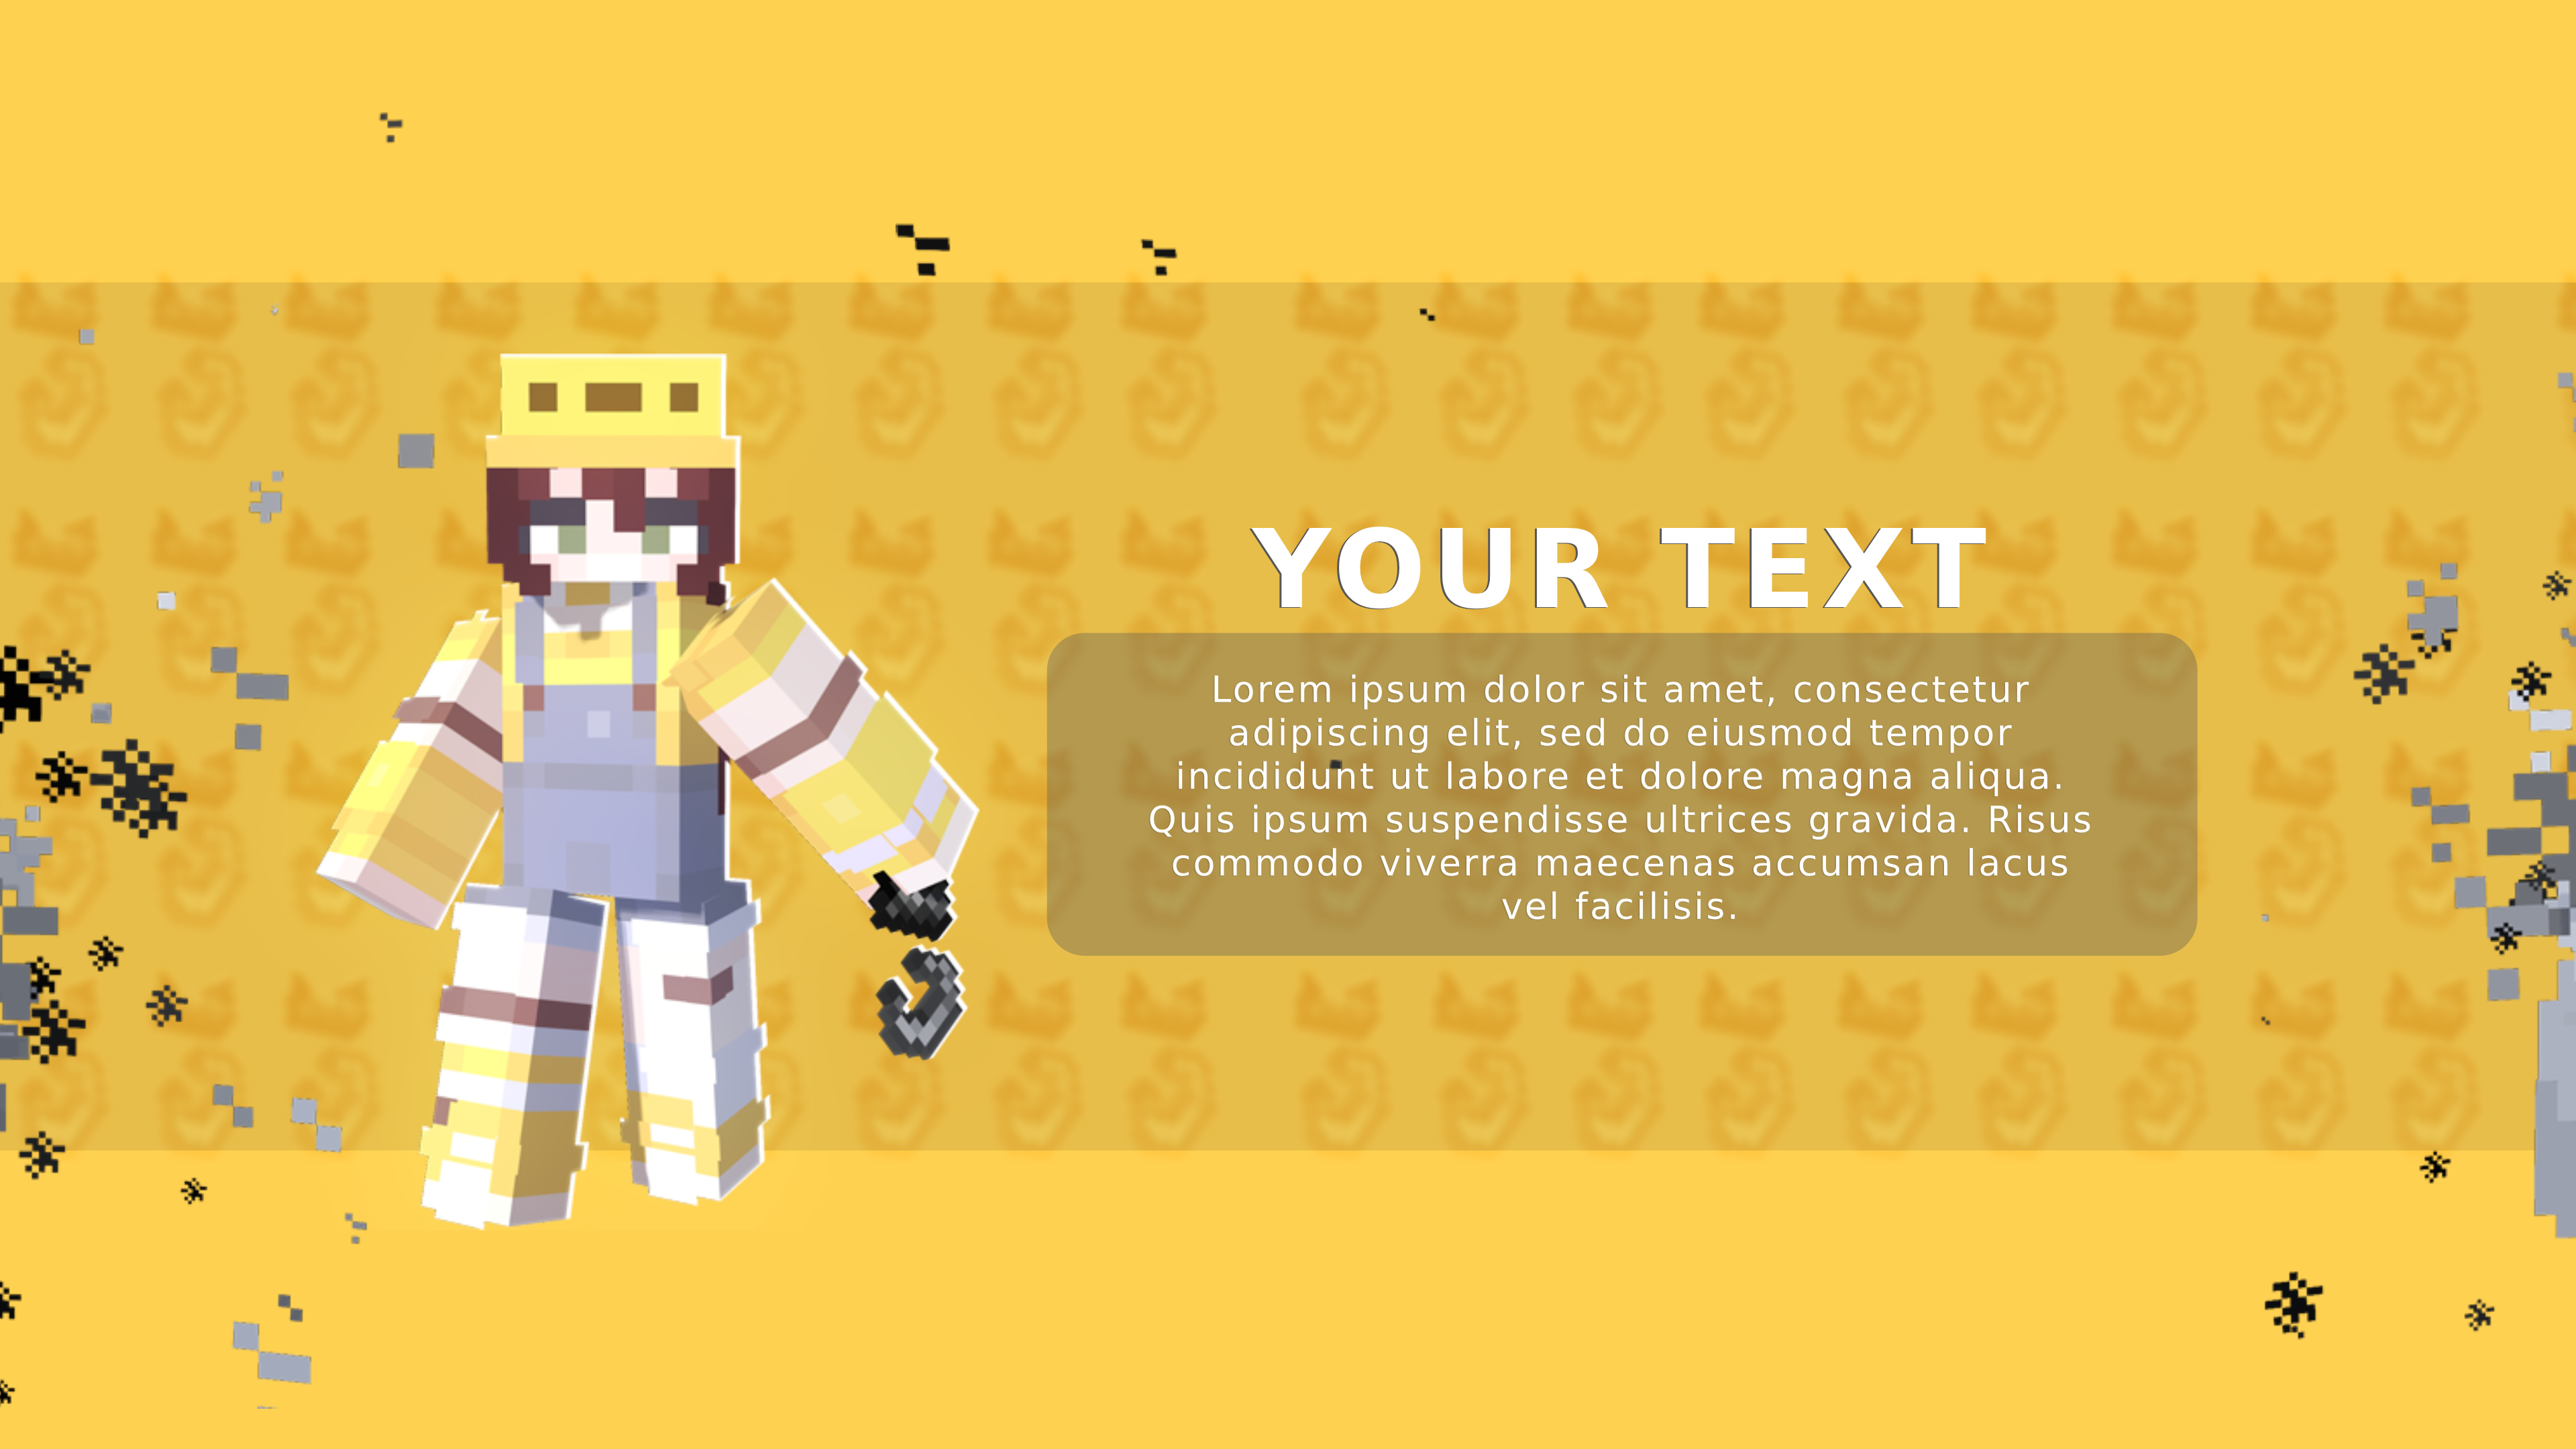 YOUR TEXT
Lorem ipsum dolor sit amet, consectetur
adipiscing elit, sed do eiusmod tempor
incididunt ut labore et dolore magna aliqua.
Quis ipsum suspendisse ultrices gravida. Risus
commodo viverra maecenas accumsan lacus
vel facilisis.